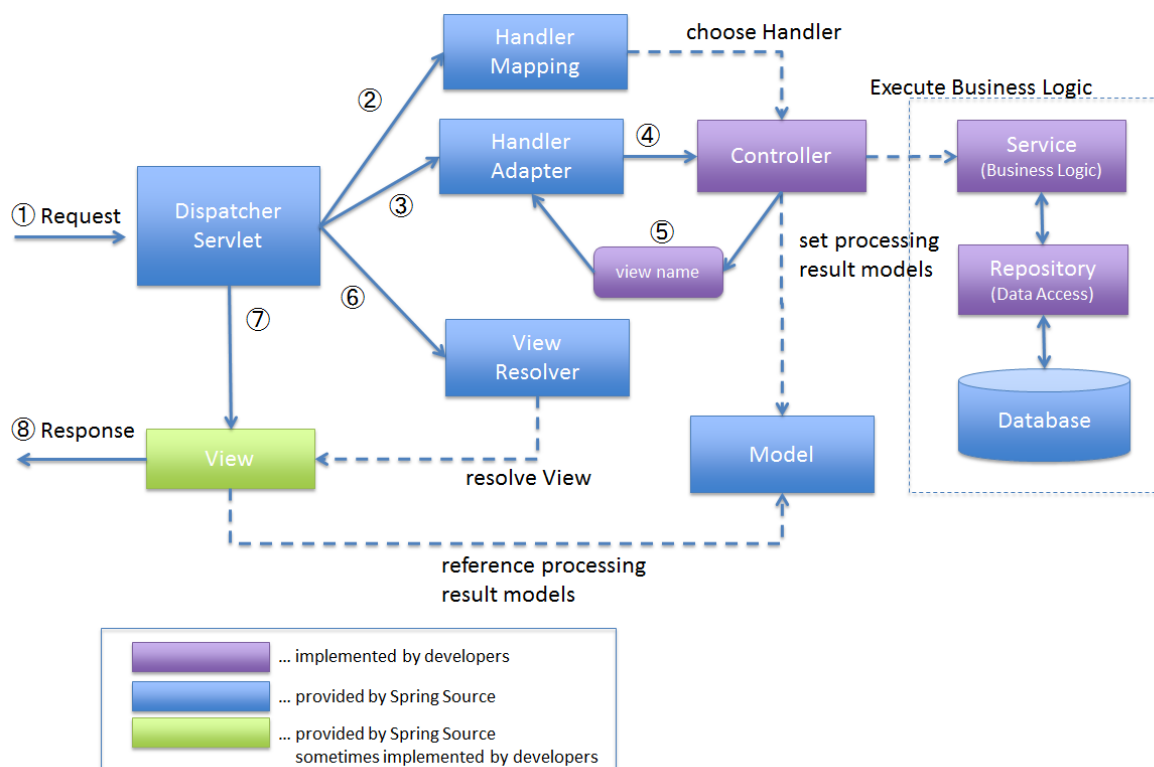 Handler
Mapping
choose Handler
②
Execute Business Logic
Handler
Adapter
④
Controller
Service
(Business Logic)
① Request
Dispatcher
Servlet
③
⑤
view name
set processing
result models
Repository
(Data Access)
⑥
⑦
View
Resolver
Database
⑧ Response
View
resolve View
Model
reference processing
result models
... implemented by developers
... provided by Spring Source
... provided by Spring Source
sometimes implemented by developers